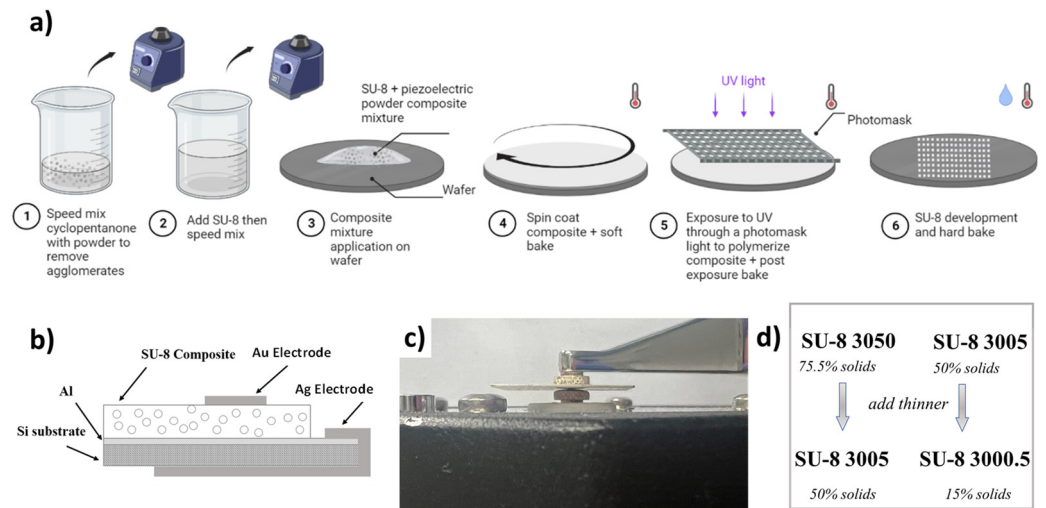 a)
SU-8 + piezoelectric
powder composite
mixture
Wafer
UV light
Photomask
1 Speed mix
cyclopentanone
with powder to
remove
agglomerates
2 Add SU-8 then
speed mix
3 Composite
mixture
application on
wafer
4 Spin coat
composite + soft
bake
5 Exposure to UV
through a photomask
light to polymerize
composite + post
exposure bake
6 SU-8 development
and hard bake
b)
SU-8 Composite
Au Electrode
Al
Ag Electrode
Si substrate
c)
d)
SU-8 3050 SU-8 3005
75.5% solids 50% solids
add thinner
SU-8 3005 SU-8 3000.5
50% solids 15% solids